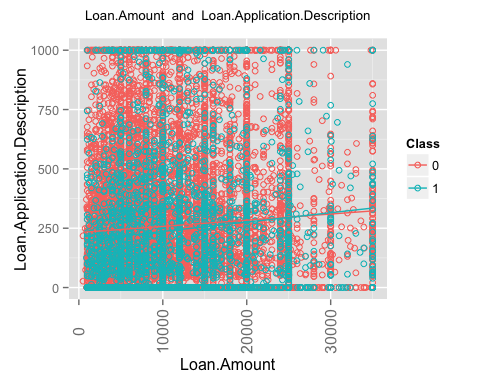 Loan.Amount and Loan.Application.Description
Loan.Application.Description
1000
750
500
250
0
0
10000
20000
30000
Loan.Amount
Class
0
1